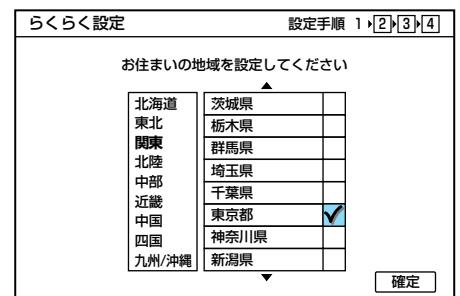 らくらく設定 設定手順 1 2 3 4
お住まいの地域を設定してください
北海道
東北
関東
北陸
中部
近畿
中国
四国
九州/沖縄
茨城県
栃木県
群馬県
埼玉県
千葉県
東京都
神奈川県
新潟県
確定